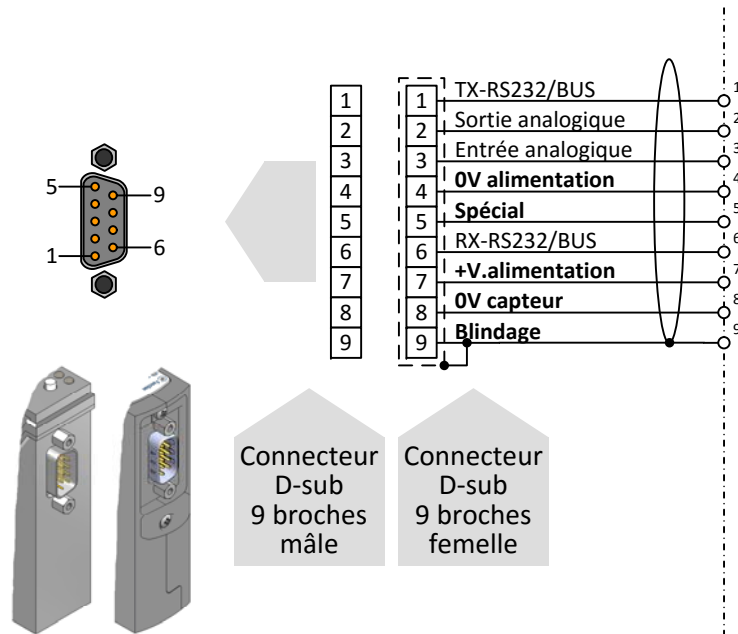 5
9
1
6
1
2
3
4
5
6
7
8
9
1 TX-RS232/BUS 1
2 Sortie analogique 2
3 Entrée analogique 3
4 0V alimentation 4
5 Spécial 5
6 RX-RS232/BUS 6
7 +V.alimentation 7
8 0V capteur 8
9 Blindage 9
Connecteur
D-sub
9 broches
mâle
Connecteur
D-sub
9 broches
femelle